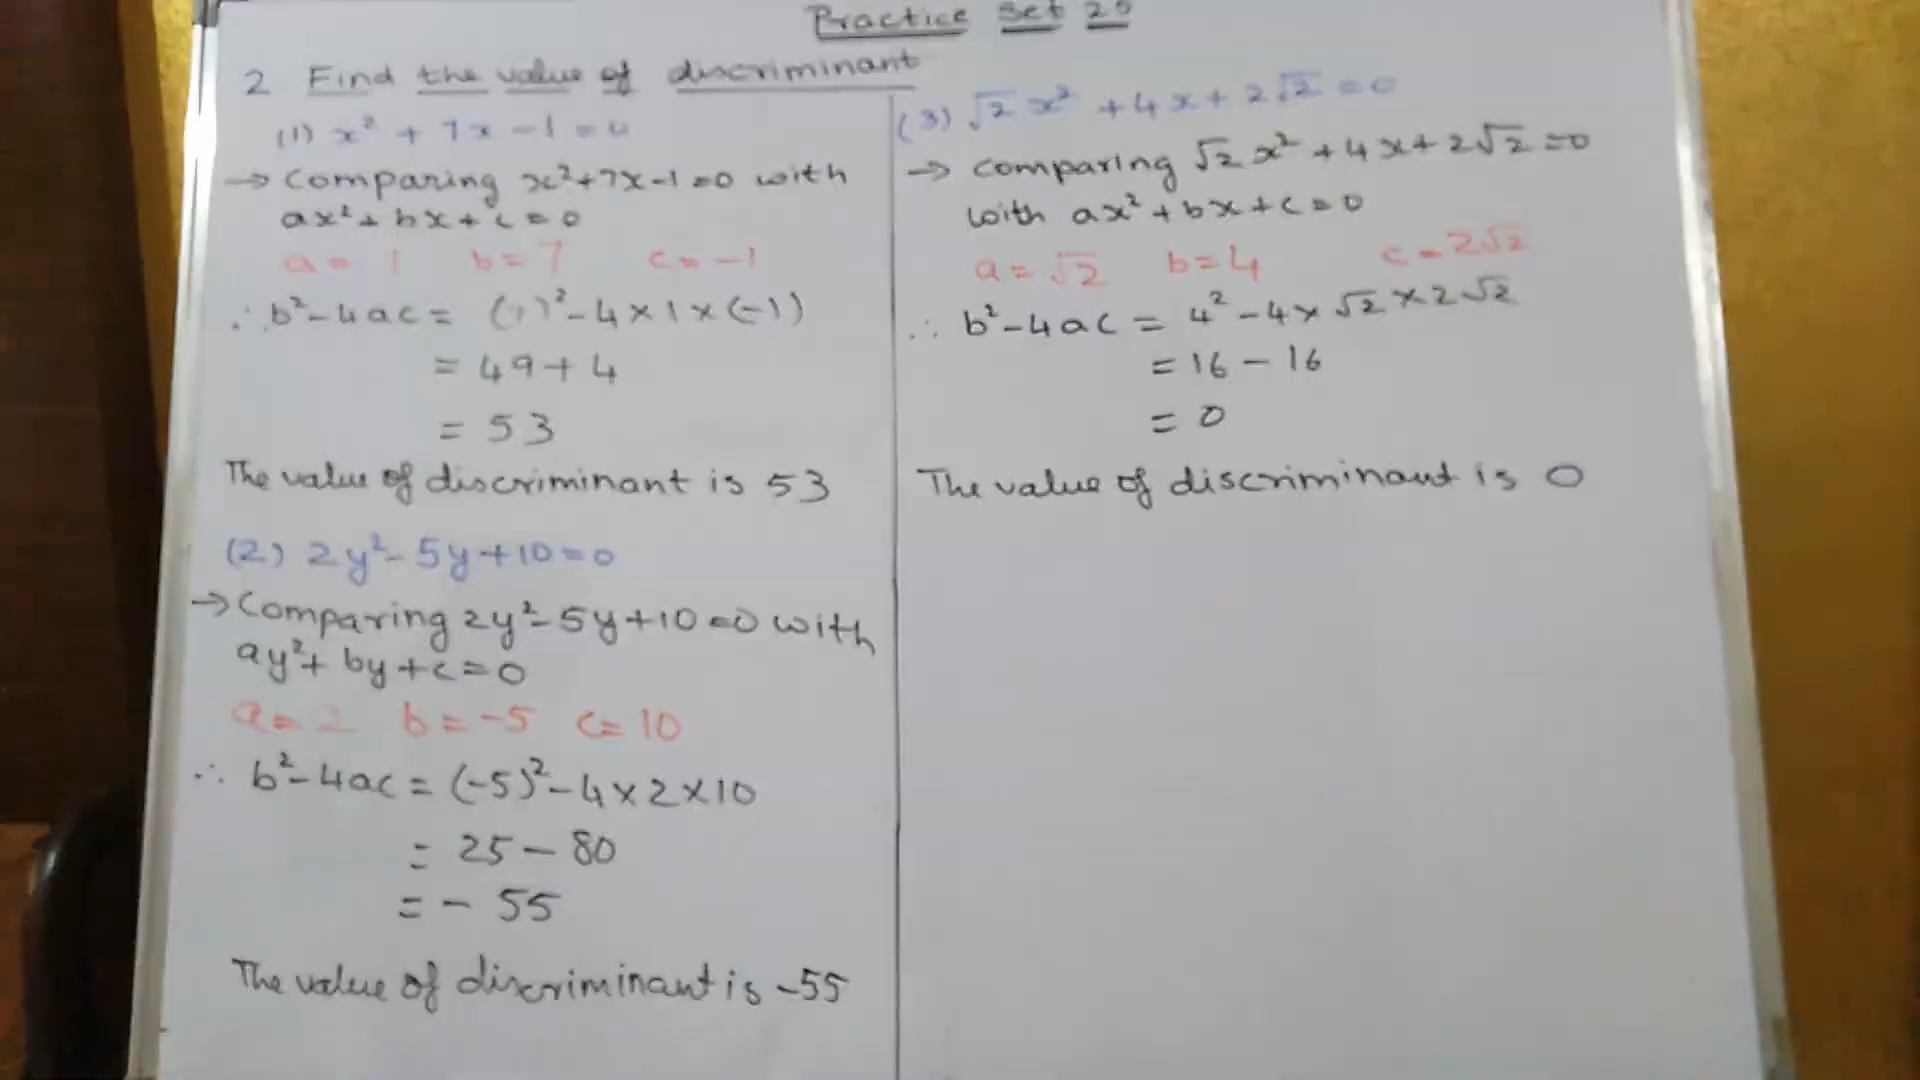 Practice Set 2.5
2 Find the value of discriminant
(1) x² + 7x - 1 = 0
→ Comparing x²+7x-1=0 with
ax²+bx+c=0
a = 1 b = 7 c = -1
∴ b²-4ac = (7)²-4×1×(-1)
= 49+4
= 53
The value of discriminant is 53
(2) 2y²-5y+10=0
→ Comparing 2y²-5y+10=0 with
ay²+by+c=0
a = 2 b = -5 c = 10
∴ b²-4ac = (-5)²-4×2×10
= 25-80
= -55
The value of discriminant is -55
(3) √2x² + 4x + 2√2 = 0
→ Comparing √2x² + 4x + 2√2 = 0
with ax²+bx+c=0
a = √2 b = 4 c = 2√2
∴ b²-4ac = 4²-4×√2×2√2
= 16-16
= 0
The value of discriminant is 0